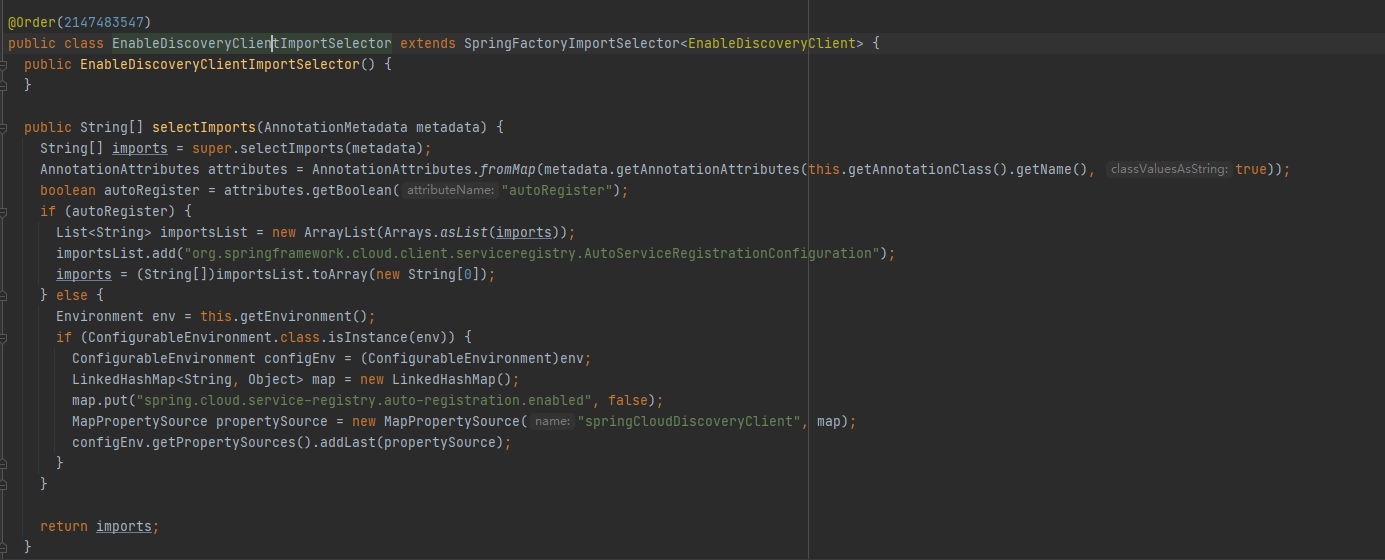 @Order(2147483547)
public class EnableDiscoveryClientImportSelector extends SpringFactoryImportSelector<EnableDiscoveryClient> {
  public EnableDiscoveryClientImportSelector() {
  }
  public String[] selectImports(AnnotationMetadata metadata) {
    String[] imports = super.selectImports(metadata);
    AnnotationAttributes attributes = AnnotationAttributes.fromMap(metadata.getAnnotationAttributes(this.getAnnotationClass().getName(), classValuesAsString: true));
    boolean autoRegister = attributes.getBoolean( attributeName: "autoRegister");
    if (autoRegister) {
      List<String> importsList = new ArrayList(Arrays.asList(imports));
      importsList.add("org.springframework.cloud.client.serviceregistry.AutoServiceRegistrationConfiguration");
      imports = (String[])importsList.toArray(new String[0]);
    } else {
      Environment env = this.getEnvironment();
      if (ConfigurableEnvironment.class.isInstance(env)) {
        ConfigurableEnvironment configEnv = (ConfigurableEnvironment)env;
        LinkedHashMap<String, Object> map = new LinkedHashMap();
        map.put("spring.cloud.service-registry.auto-registration.enabled", false);
        MapPropertySource propertySource = new MapPropertySource( name: "springCloudDiscoveryClient", map);
        configEnv.getPropertySources().addLast(propertySource);
      }
    }
    return imports;
  }